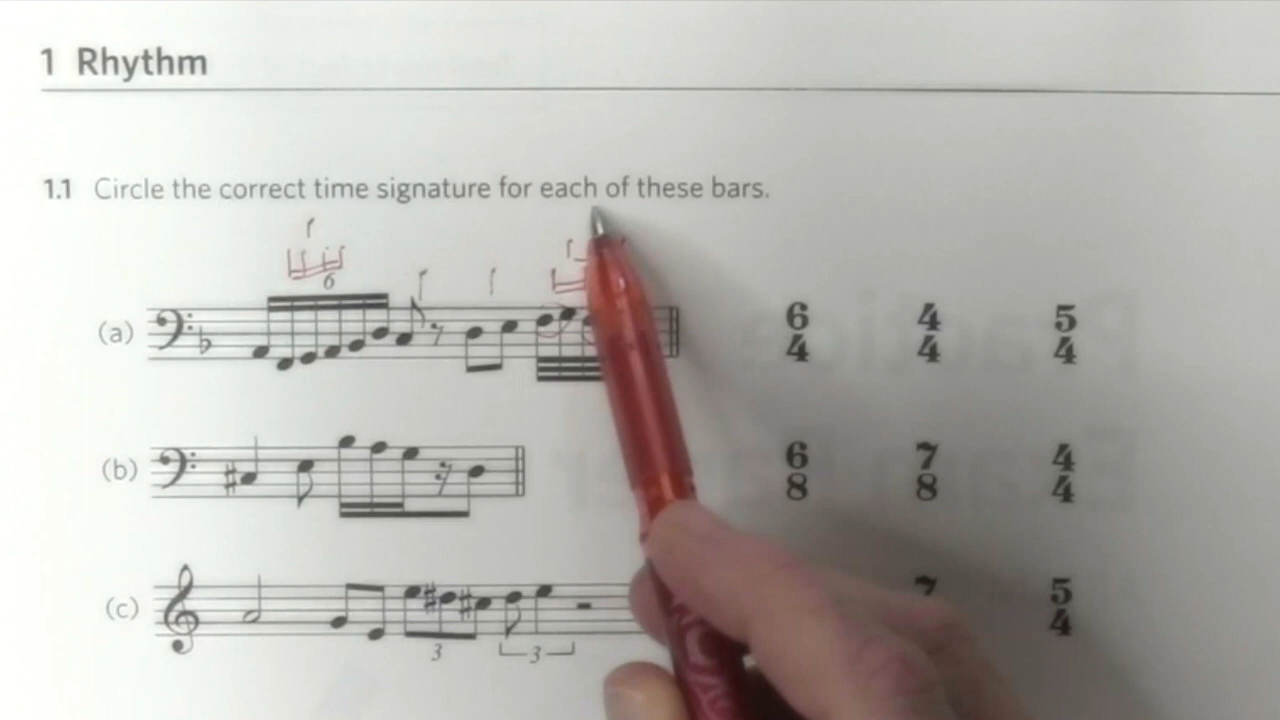 1 Rhythm
1.1 Circle the correct time signature for each of these bars.
6
(a) 6/4 4/4 5/4
(b) 6/8 7/8 4/4
(c) 7 5/4
3 3